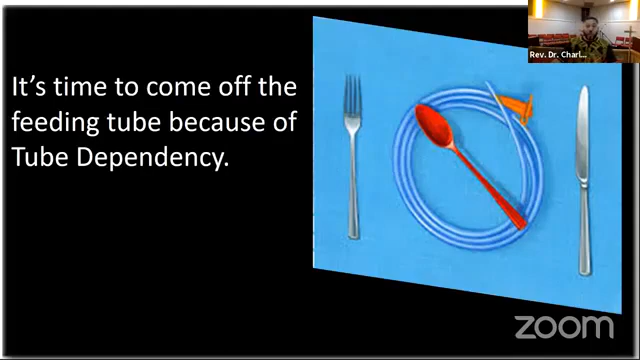 Rev. Dr. Charl...
It's time to come off the
feeding tube because of
Tube Dependency.
zoom